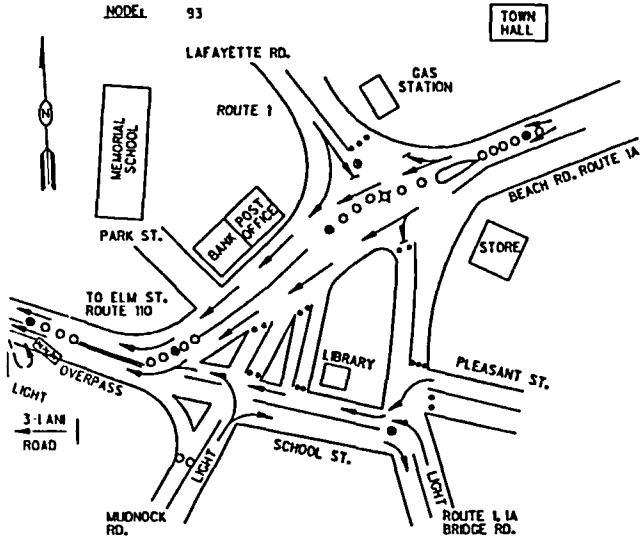 NODE: 93
TOWN
HALL
LAFAYETTE RD.
GAS
STATION
ROUTE 1
N
MEMORIAL
SCHOOL
BEACH RD. ROUTE 1A
POST
OFFICE
BANK
PARK ST.
STORE
TO ELM ST.
ROUTE 110
LIBRARY
PLEASANT ST.
OVERPASS
LIGHT
3-LANE
ROAD
SCHOOL ST.
LIGHT
LIGHT
MUDNOCK
RD.
ROUTE 1, 1A
BRIDGE RD.